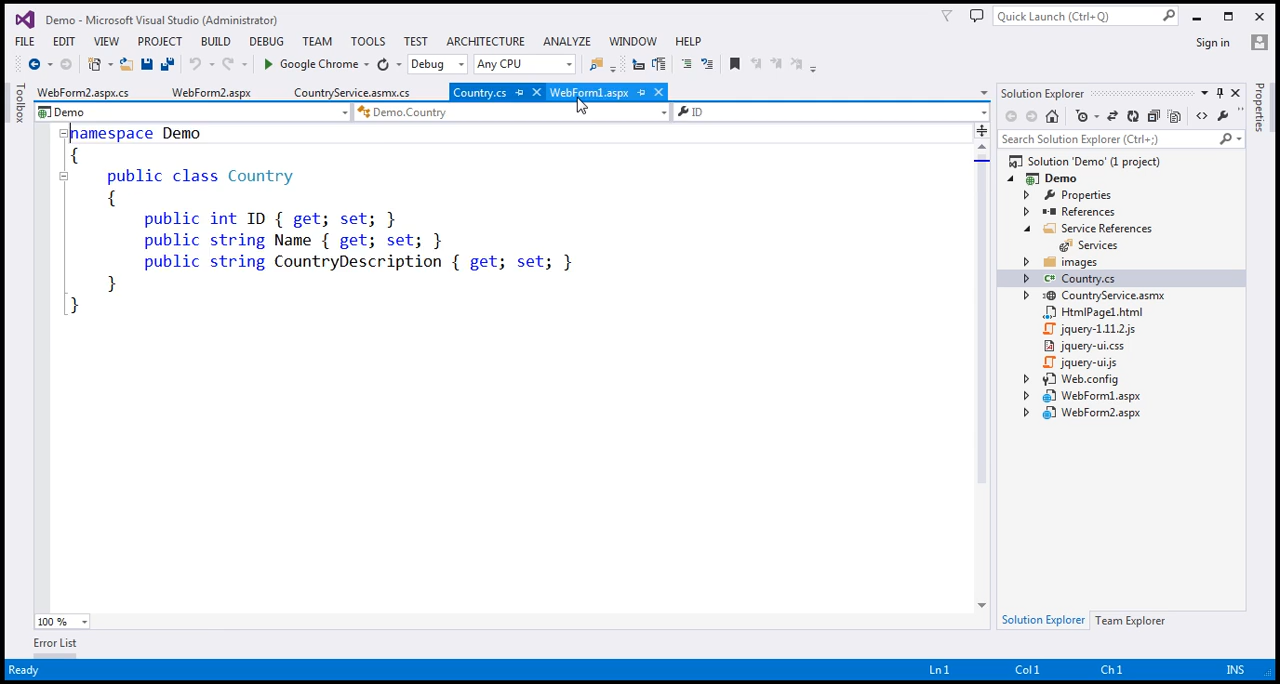 Demo - Microsoft Visual Studio (Administrator)
Quick Launch (Ctrl+Q)
FILE EDIT VIEW PROJECT BUILD DEBUG TEAM TOOLS TEST ARCHITECTURE ANALYZE WINDOW HELP
Sign in
Google Chrome Debug Any CPU
Toolbox
WebForm2.aspx.cs WebForm2.aspx CountryService.asmx.cs Country.cs WebForm1.aspx
Demo Demo.Country ID
namespace Demo
{
public class Country
{
public int ID { get; set; }
public string Name { get; set; }
public string CountryDescription { get; set; }
}
}
100 %
Error List
Solution Explorer
Search Solution Explorer (Ctrl+;)
Solution 'Demo' (1 project)
Demo
Properties
References
Service References
Services
images
C# Country.cs
CountryService.asmx
HtmlPage1.html
jquery-1.11.2.js
jquery-ui.css
jquery-ui.js
Web.config
WebForm1.aspx
WebForm2.aspx
Solution Explorer Team Explorer
Properties
Ready Ln 1 Col 1 Ch 1 INS